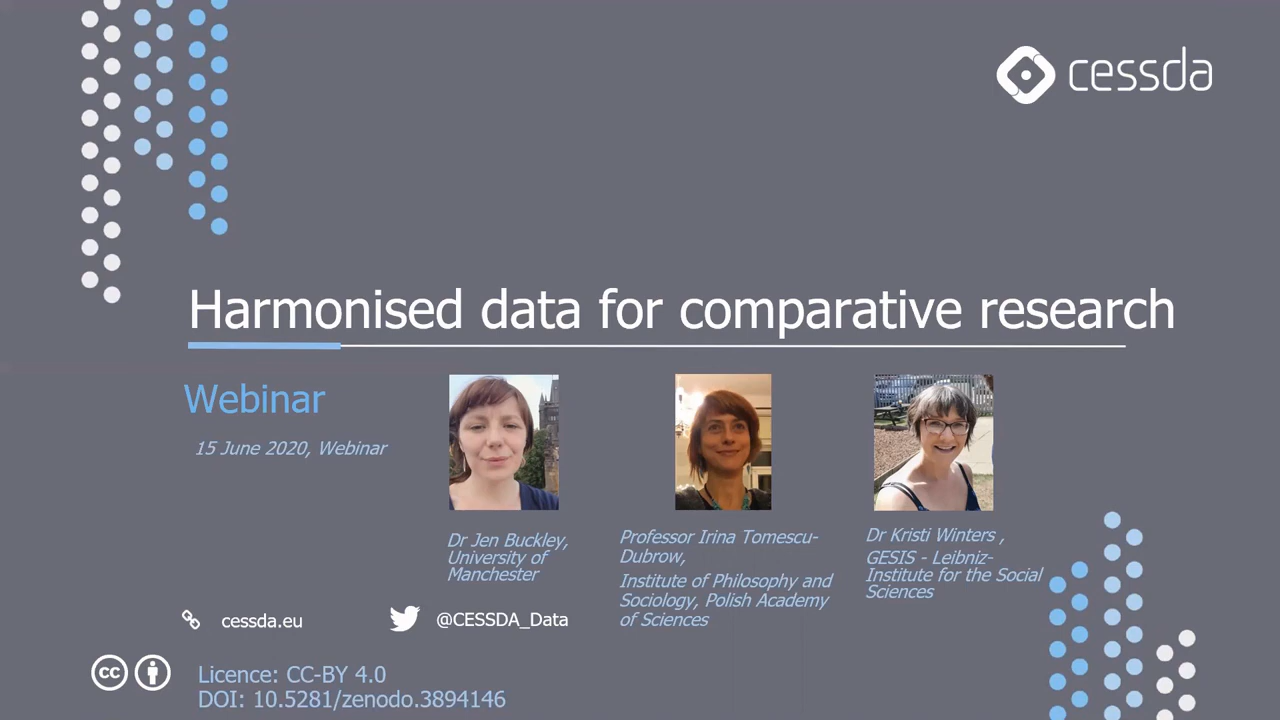 cessda
Harmonised data for comparative research
Webinar
15 June 2020, Webinar
Dr Jen Buckley,
University of
Manchester
Professor Irina Tomescu-
Dubrow,
Institute of Philosophy and
Sociology, Polish Academy
of Sciences
Dr Kristi Winters ,
GESIS - Leibniz-
Institute for the Social
Sciences
cessda.eu
@CESSDA_Data
cc
Licence: CC-BY 4.0
DOI: 10.5281/zenodo.3894146